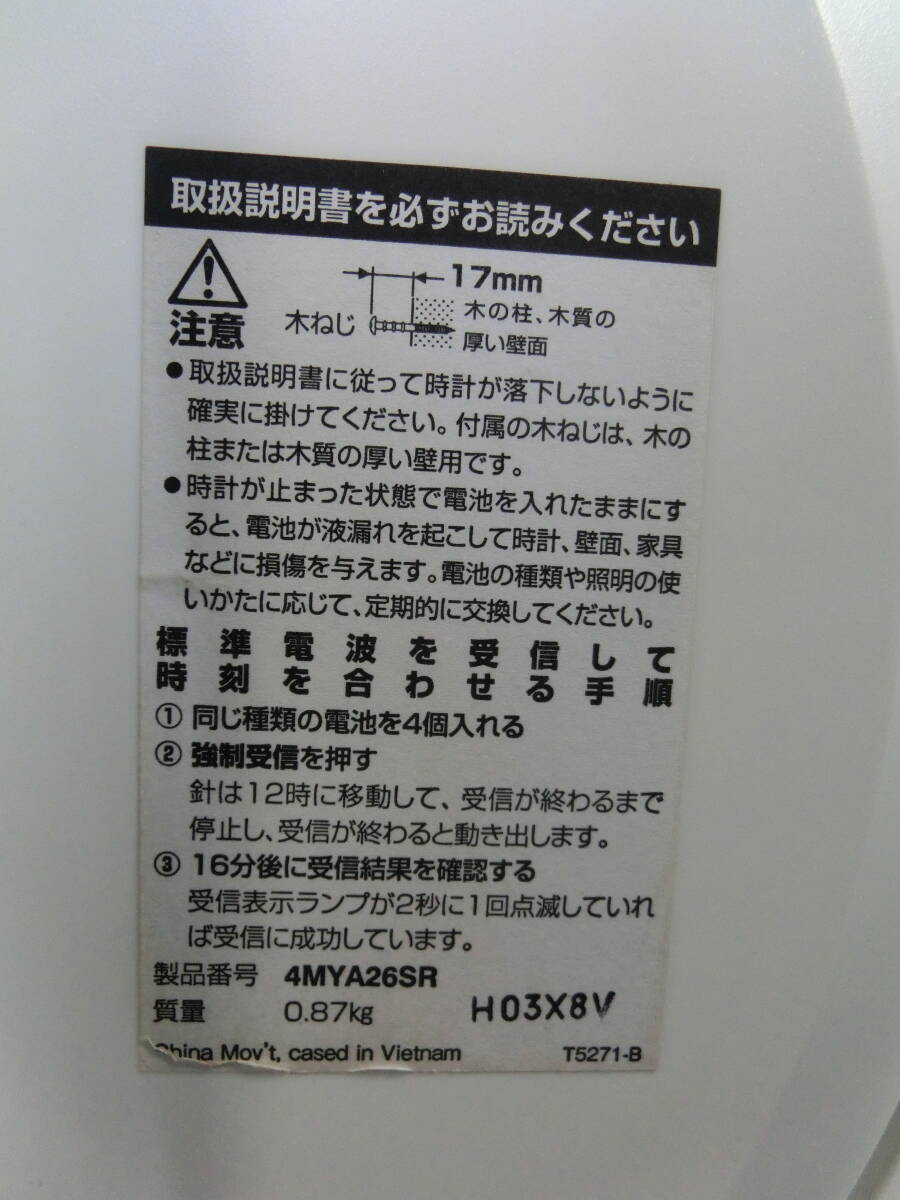 取扱説明書を必ずお読みください
注意
17mm
木ねじ
木の柱、木質の
厚い壁面
●取扱説明書に従って時計が落下しないように
確実に掛けてください。付属の木ねじは、木の
柱または木質の厚い壁用です。
●時計が止まった状態で電池を入れたままにす
ると、電池が液漏れを起こして時計、壁面、家具
などに損傷を与えます。電池の種類や照明の使
いかたに応じて、定期的に交換してください。
標準電波を受信して
時刻を合わせる手順
① 同じ種類の電池を4個入れる
② 強制受信を押す
針は12時に移動して、受信が終わるまで
停止し、受信が終わると動き出します。
③ 16分後に受信結果を確認する
受信表示ランプが2秒に1回点滅していれ
ば受信に成功しています。
製品番号 4MYA26SR
質量 0.87kg H03X8V
China Mov't, cased in Vietnam T5271-B